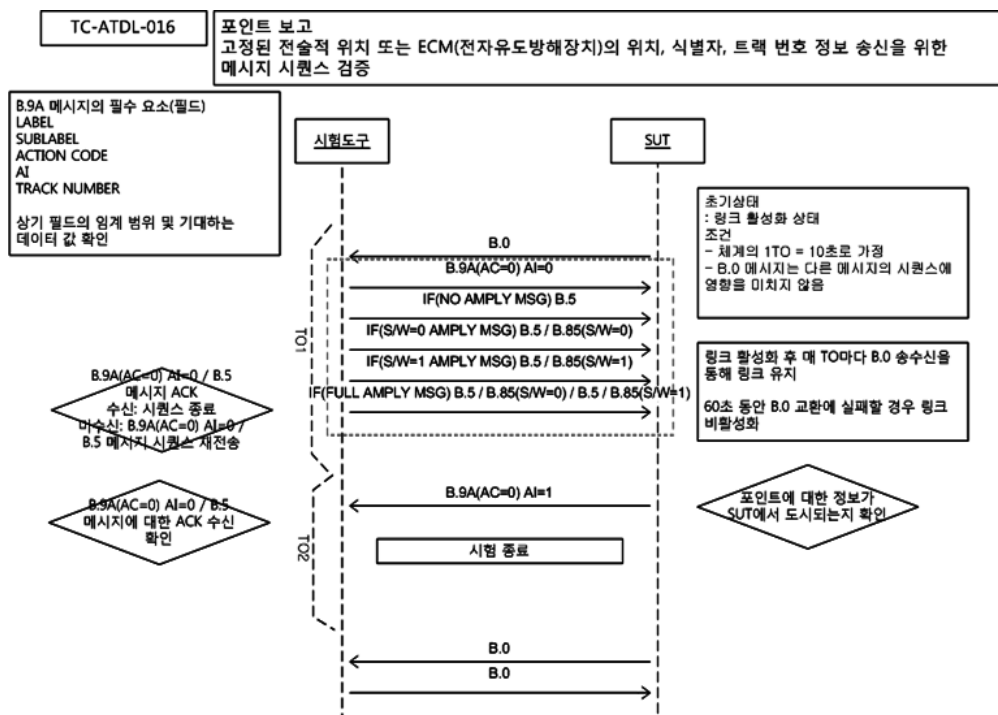 TC-ATDL-016
포인트 보고
고정된 전술적 위치 또는 ECM(전자유도방해장치)의 위치, 식별자, 트랙 번호 정보 송신을 위한
메시지 시퀀스 검증
B.9A 메시지의 필수 요소(필드)
LABEL
SUBLABEL
ACTION CODE
AI
TRACK NUMBER
상기 필드의 임계 범위 및 기대하는
데이터 값 확인
시험도구
SUT
초기상태
: 링크 활성화 상태
조건
- 체계의 1TO = 10초로 가정
- B.0 메시지는 다른 메시지의 시퀀스에
영향을 미치지 않음
B.0
B.9A(AC=0) AI=0
IF(NO AMPLY MSG) B.5
IF(S/W=0 AMPLY MSG) B.5 / B.85(S/W=0)
IF(S/W=1 AMPLY MSG) B.5 / B.85(S/W=1)
IF(FULL AMPLY MSG) B.5 / B.85(S/W=0) / B.5 / B.85(S/W=1)
TO1
링크 활성화 후 매 TO마다 B.0 송수신을
통해 링크 유지
60초 동안 B.0 교환에 실패할 경우 링크
비활성화
B.9A(AC=0) AI=0 / B.5
메시지 ACK
수신: 시퀀스 종료
미수신: B.9A(AC=0) AI=0 /
B.5 메시지 시퀀스 재전송
B.9A(AC=0) AI=1
B.9A(AC=0) AI=0 / B.5
메시지에 대한 ACK 수신
확인
포인트에 대한 정보가
SUT에서 도시되는지 확인
TO2
시험 종료
B.0
B.0